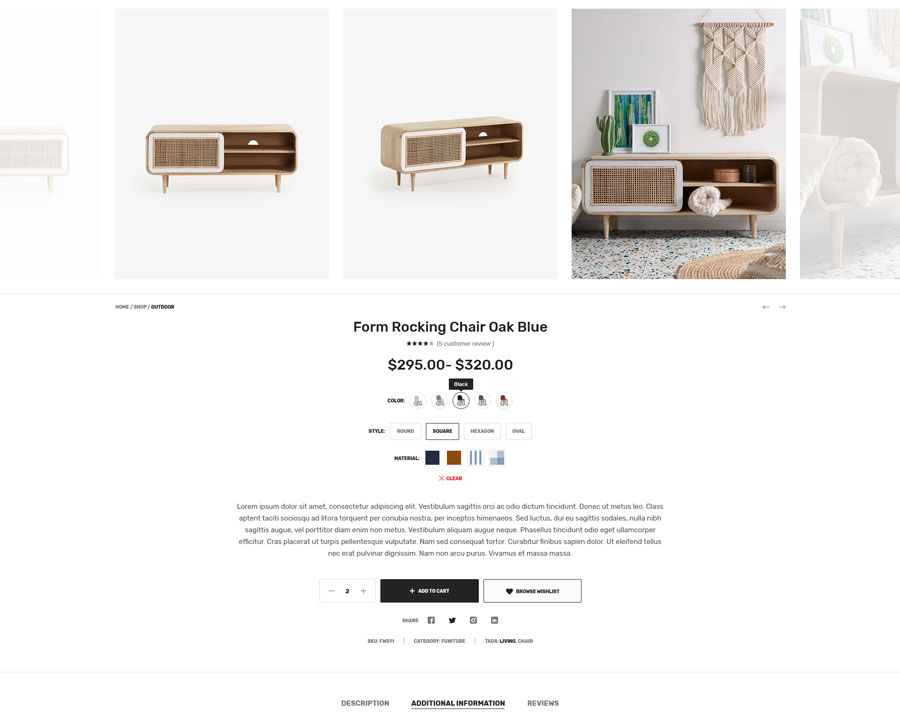 HOME / SHOP / OUTDOOR
Form Rocking Chair Oak Blue
(5 customer review )
$295.00- $320.00
Black
COLOR:
STYLE: ROUND SQUARE HEXAGON OVAL
MATERIAL:
CLEAR
Lorem ipsum dolor sit amet, consectetur adipiscing elit. Vestibulum sagittis orci ac odio dictum tincidunt. Donec ut metus leo. Class
aptent taciti sociosqu ad litora torquent per conubia nostra, per inceptos himenaeos. Sed luctus, dui eu sagittis sodales, nulla nibh
sagittis augue, vel porttitor diam enim non metus. Vestibulum aliquam augue neque. Phasellus tincidunt odio eget ullamcorper
efficitur. Cras placerat ut turpis pellentesque vulputate. Nam sed consequat tortor. Curabitur finibus sapien dolor. Ut eleifend tellus
nec erat pulvinar dignissim. Nam non arcu purus. Vivamus et massa massa.
2 ADD TO CART BROWSE WISHLIST
SHARE
SKU: FW511 CATEGORY: FUNITURE TAGS: LIVING, CHAIR
DESCRIPTION ADDITIONAL INFORMATION REVIEWS